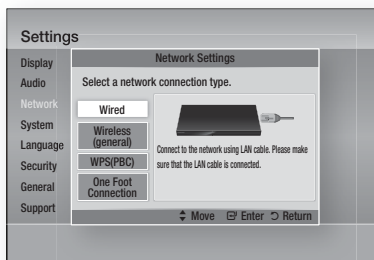 Settings
Display
Audio
Network
System
Language
Security
General
Support
Network Settings
Select a network connection type.
Wired
Wireless
(general)
WPS(PBC)
One Foot
Connection
Connect to the network using LAN cable. Please make
sure that the LAN cable is connected.
Move Enter Return